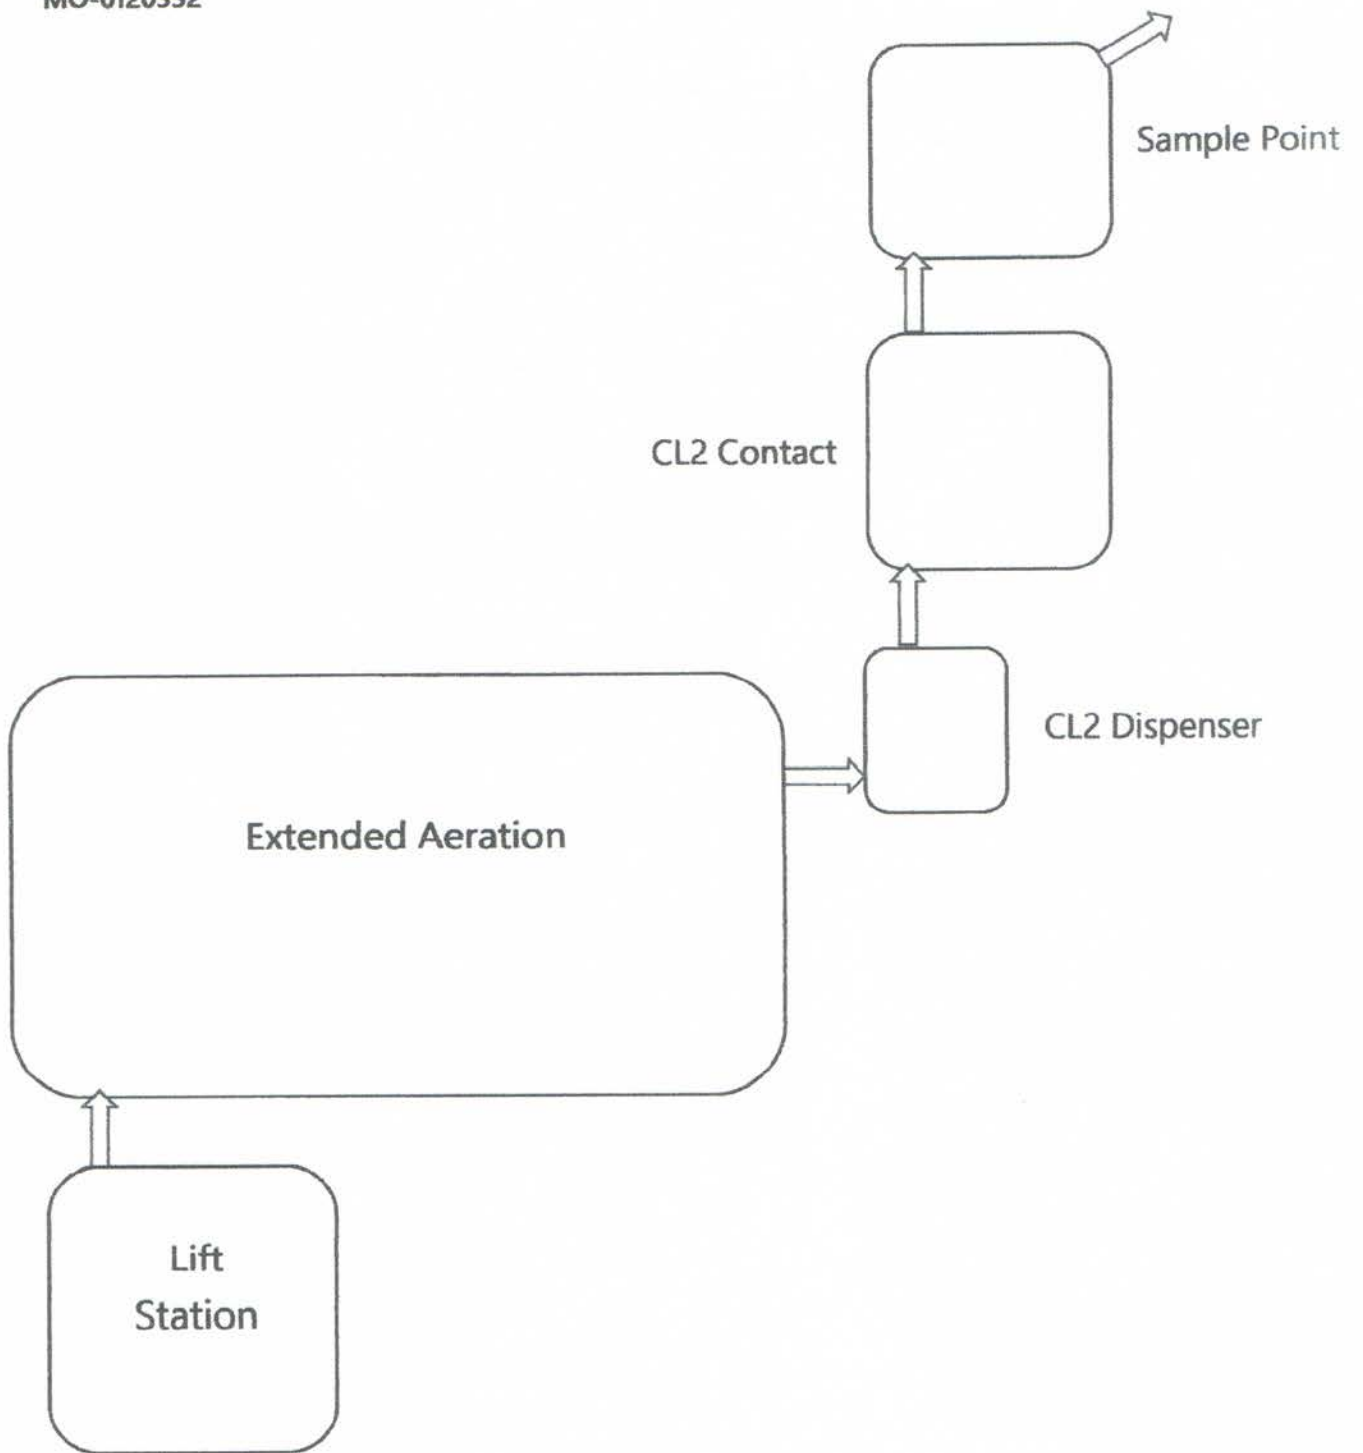 Sample Point
CL2 Contact
CL2 Dispenser
Extended Aeration
Lift
Station